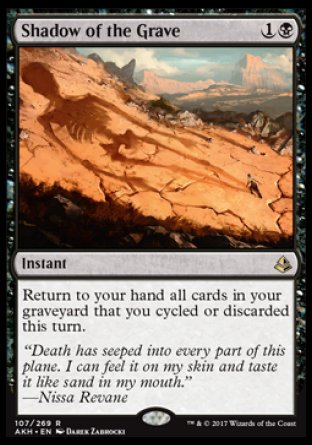 Shadow of the Grave 1
Instant
Return to your hand all cards in your
graveyard that you cycled or discarded
this turn.
“Death has seeped into every part of this
plane. I can feel it on my skin and taste
it like sand in my mouth.”
—Nissa Revane
107/269 R
AKH • EN Darek Zabrocki
™ & © 2017 Wizards of the Coast